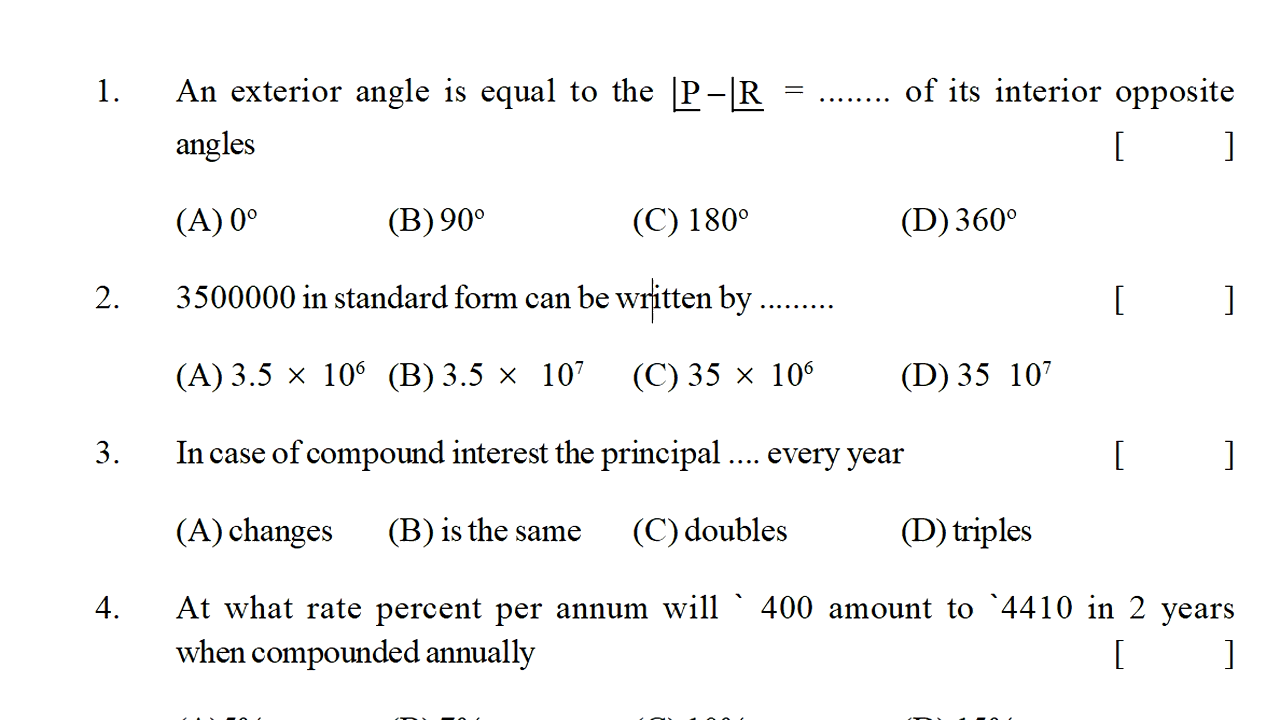 1. An exterior angle is equal to the |P – |R = ........ of its interior opposite
angles [ ]
(A) 0° (B) 90° (C) 180° (D) 360°
2. 3500000 in standard form can be written by ......... [ ]
(A) 3.5 × 10⁶ (B) 3.5 × 10⁷ (C) 35 × 10⁶ (D) 35 10⁷
3. In case of compound interest the principal .... every year [ ]
(A) changes (B) is the same (C) doubles (D) triples
4. At what rate percent per annum will ` 400 amount to `4410 in 2 years
when compounded annually [ ]